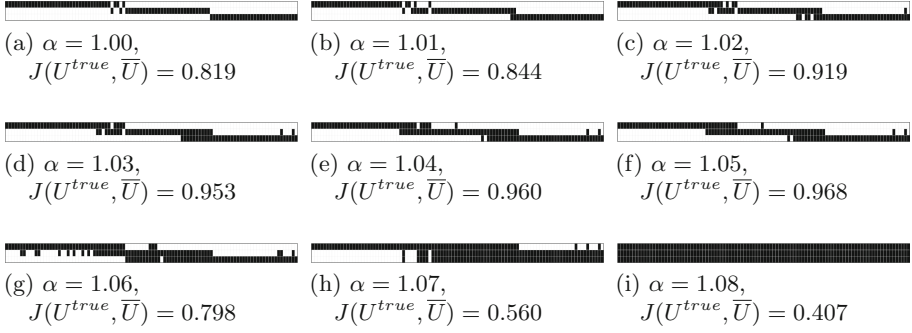 (a) α = 1.00, (b) α = 1.01, (c) α = 1.02,
J(U^{true}, \overline{U}) = 0.819 J(U^{true}, \overline{U}) = 0.844 J(U^{true}, \overline{U}) = 0.919
(d) α = 1.03, (e) α = 1.04, (f) α = 1.05,
J(U^{true}, \overline{U}) = 0.953 J(U^{true}, \overline{U}) = 0.960 J(U^{true}, \overline{U}) = 0.968
(g) α = 1.06, (h) α = 1.07, (i) α = 1.08,
J(U^{true}, \overline{U}) = 0.798 J(U^{true}, \overline{U}) = 0.560 J(U^{true}, \overline{U}) = 0.407